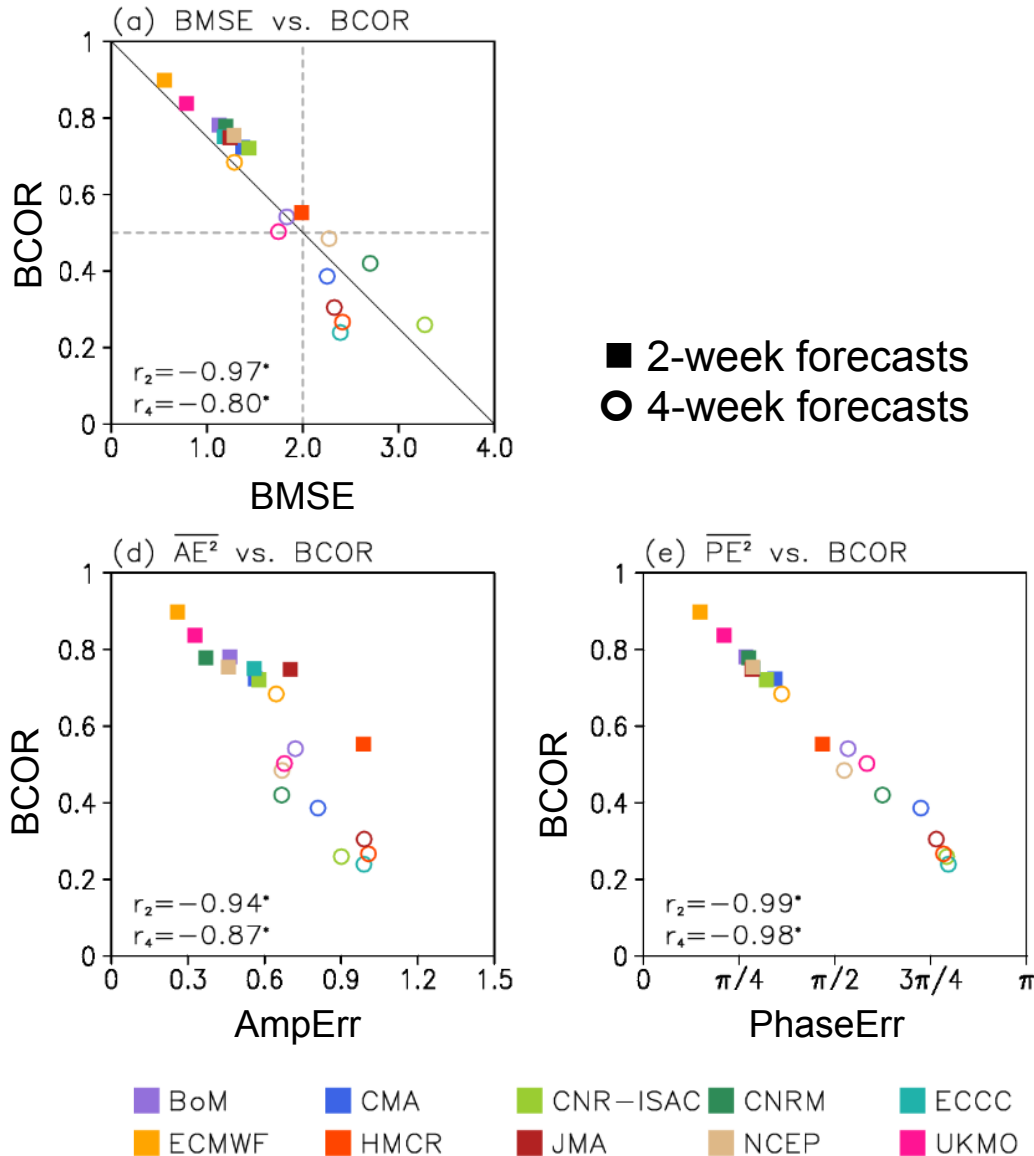 (a) BMSE vs. BCOR
BCOR
1
0.8
0.6
0.4
0.2
0
r₂=−0.97*
r₄=−0.80*
0 1.0 2.0 3.0 4.0
BMSE
2-week forecasts
4-week forecasts
(d) A̅E̅²̅ vs. BCOR
BCOR
1
0.8
0.6
0.4
0.2
0
r₂=−0.94*
r₄=−0.87*
0 0.3 0.6 0.9 1.2 1.5
AmpErr
(e) P̅E̅²̅ vs. BCOR
BCOR
1
0.8
0.6
0.4
0.2
0
r₂=−0.99*
r₄=−0.98*
0 π/4 π/2 3π/4 π
PhaseErr
BoM CMA CNR−ISAC CNRM ECCC
ECMWF HMCR JMA NCEP UKMO